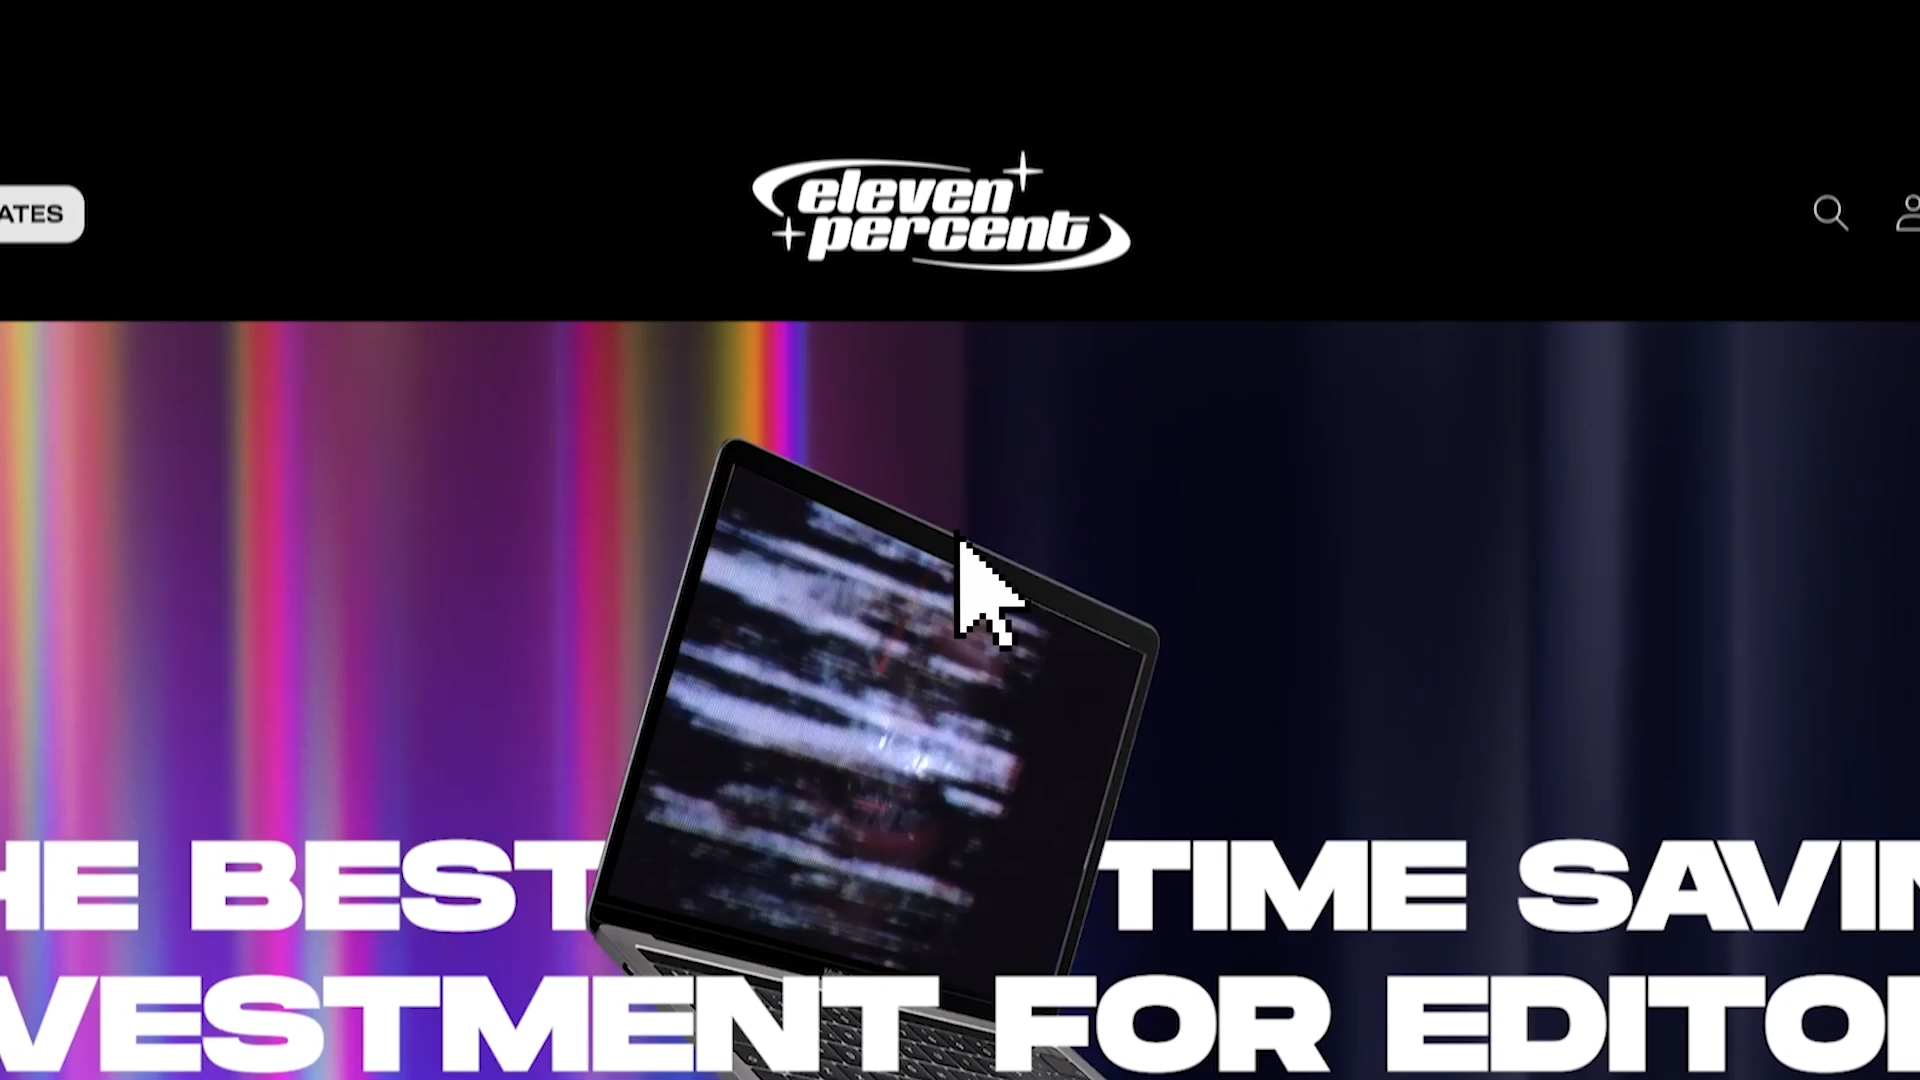 ATES
eleven
percent
HE BEST TIME SAVIN
VESTMENT FOR EDITO